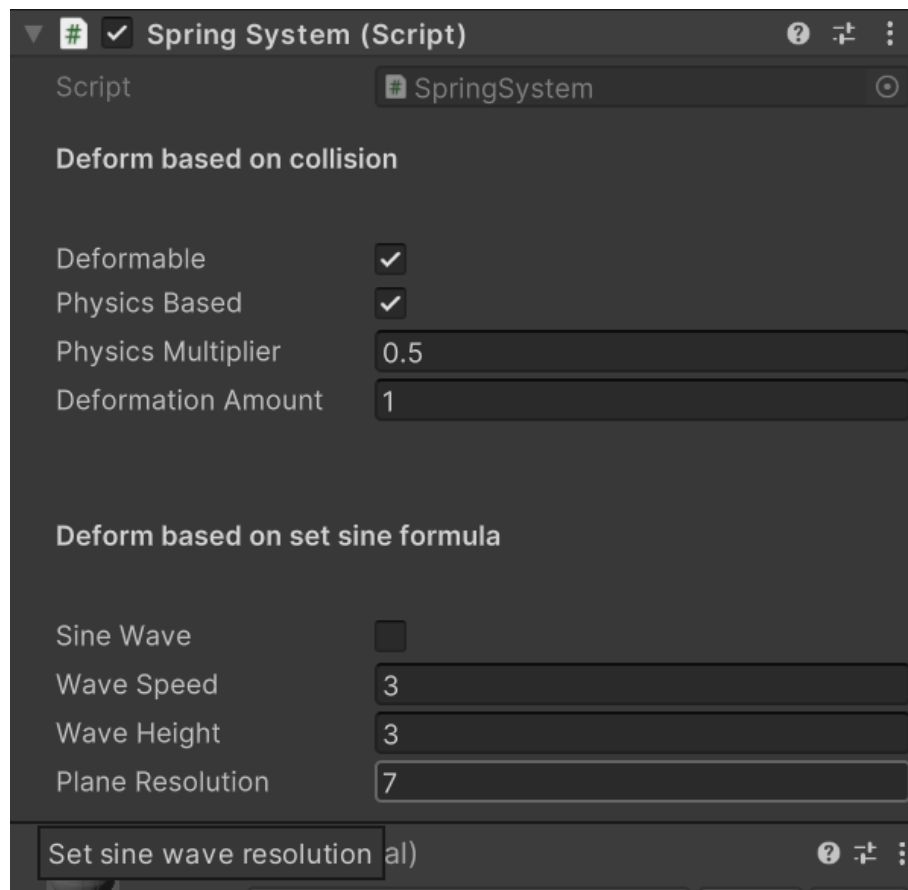 Spring System (Script)
Script SpringSystem
Deform based on collision
Deformable
Physics Based
Physics Multiplier 0.5
Deformation Amount 1
Deform based on set sine formula
Sine Wave
Wave Speed 3
Wave Height 3
Plane Resolution 7
Set sine wave resolution al)